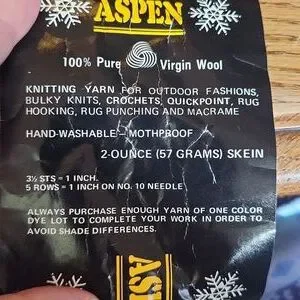 ASPEN
100% Pure Virgin Wool
KNITTING YARN FOR OUTDOOR FASHIONS,
BULKY KNITS, CROCHETS, QUICKPOINT, RUG
HOOKING, RUG PUNCHING AND MACRAME
HAND-WASHABLE – MOTHPROOF
2-OUNCE (57 GRAMS) SKEIN
3½ STS = 1 INCH.
5 ROWS = 1 INCH ON NO. 10 NEEDLE
ALWAYS PURCHASE ENOUGH YARN OF ONE COLOR
DYE LOT TO COMPLETE YOUR WORK IN ORDER TO
AVOID SHADE DIFFERENCES.
AS